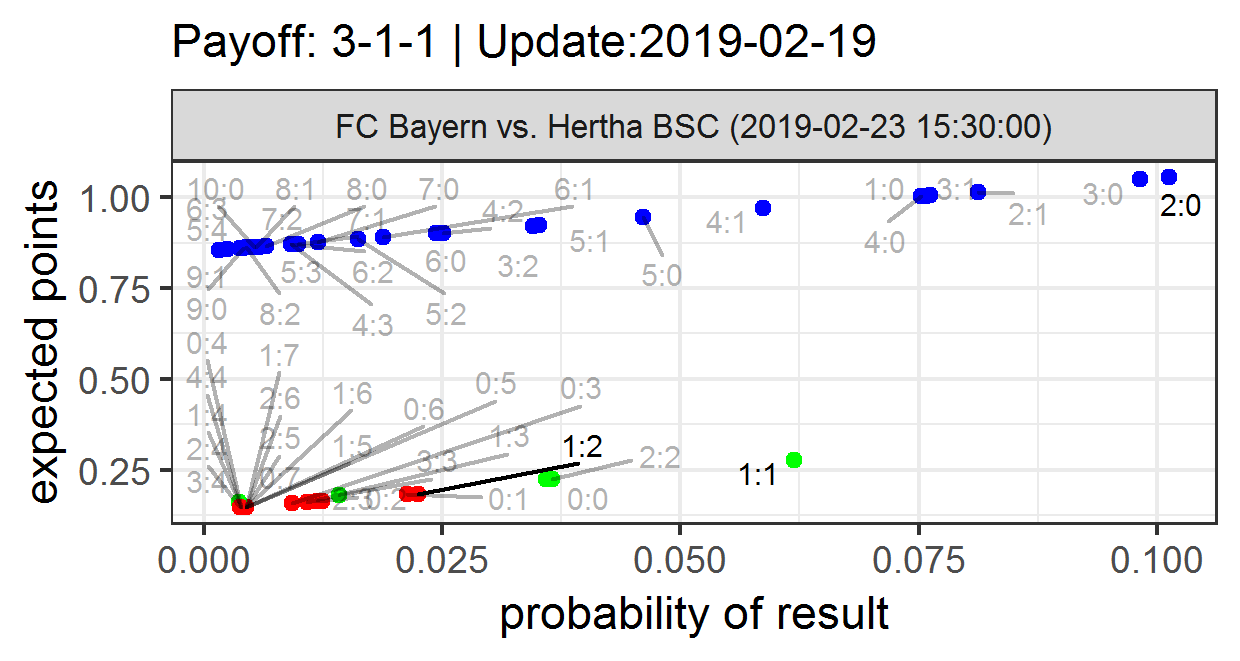 Payoff: 3-1-1 | Update:2019-02-19
FC Bayern vs. Hertha BSC (2019-02-23 15:30:00)
expected points
1.00
0.75
0.50
0.25
10:0 8:1 8:0 7:0 6:1 1:0 3:1 3:0 2:0
6:3 7:2 7:1 4:2 4:1 2:1
5:4 5:1 4:0
9:1 5:3 6:2 6:0 3:2 5:0
9:0 8:2 4:3 5:2
0:4 1:7
4:4 2:6 1:6 0:5 0:3
1:4 0:6
2:4 2:5 1:5 1:3 1:2 2:2
3:4 0:7 3:3 1:1
2:3 0:2 0:1 0:0
0.000 0.025 0.050 0.075 0.100
probability of result